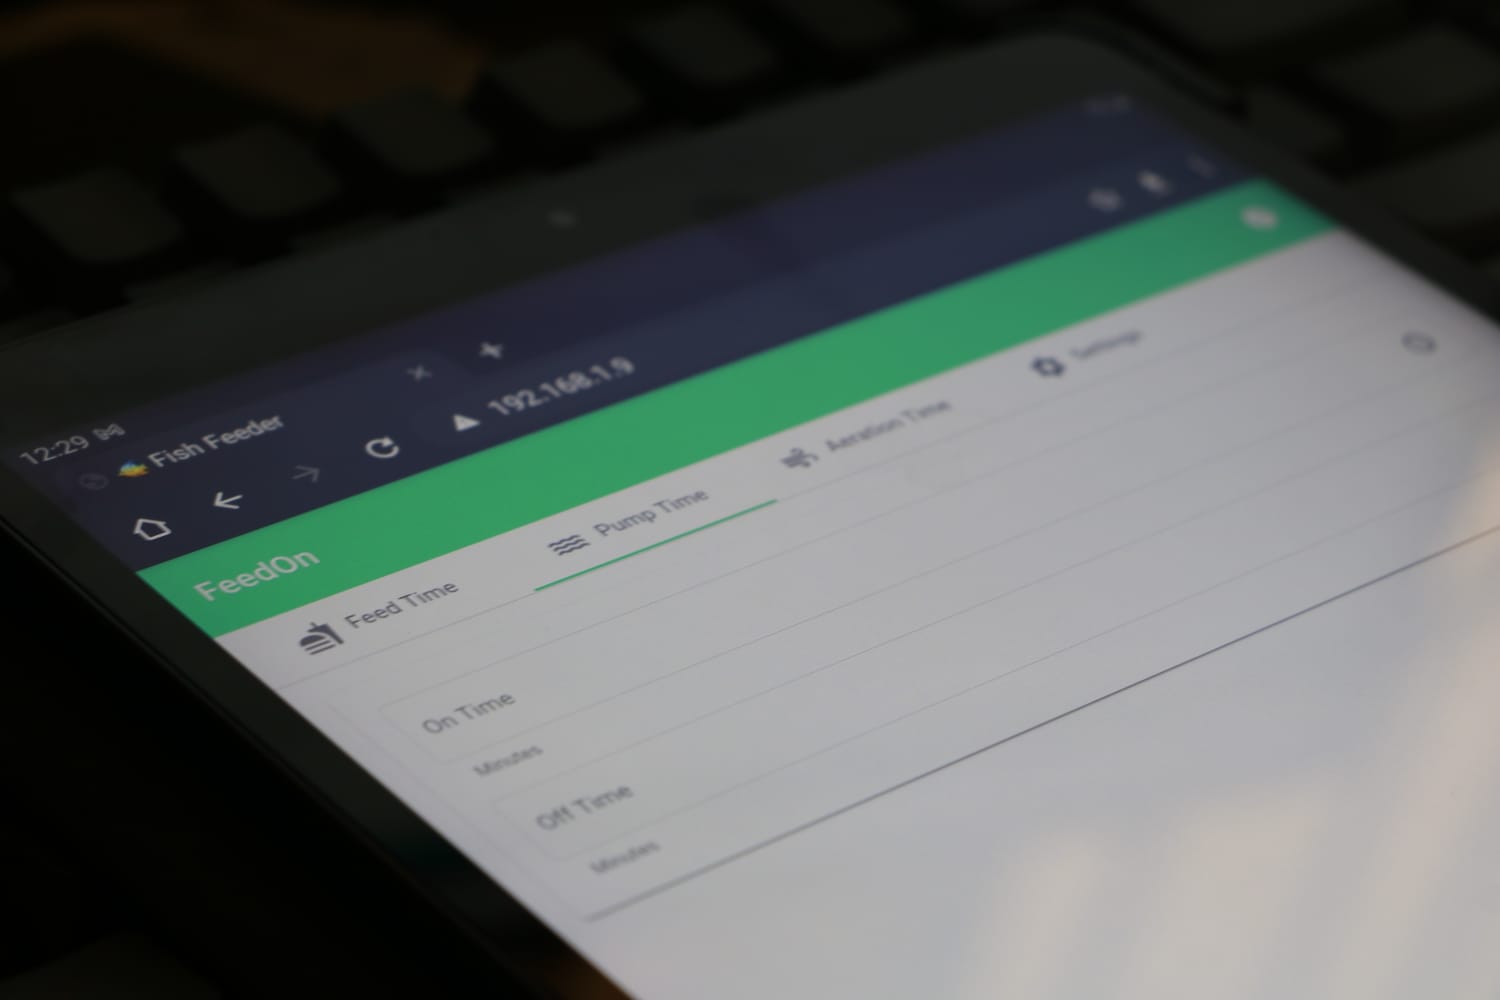 12:29
Fish Feeder
192.168.1.9
FeedOn
Feed Time
Pump Time
Aeration Time
Settings
On Time
Minutes
Off Time
Minutes